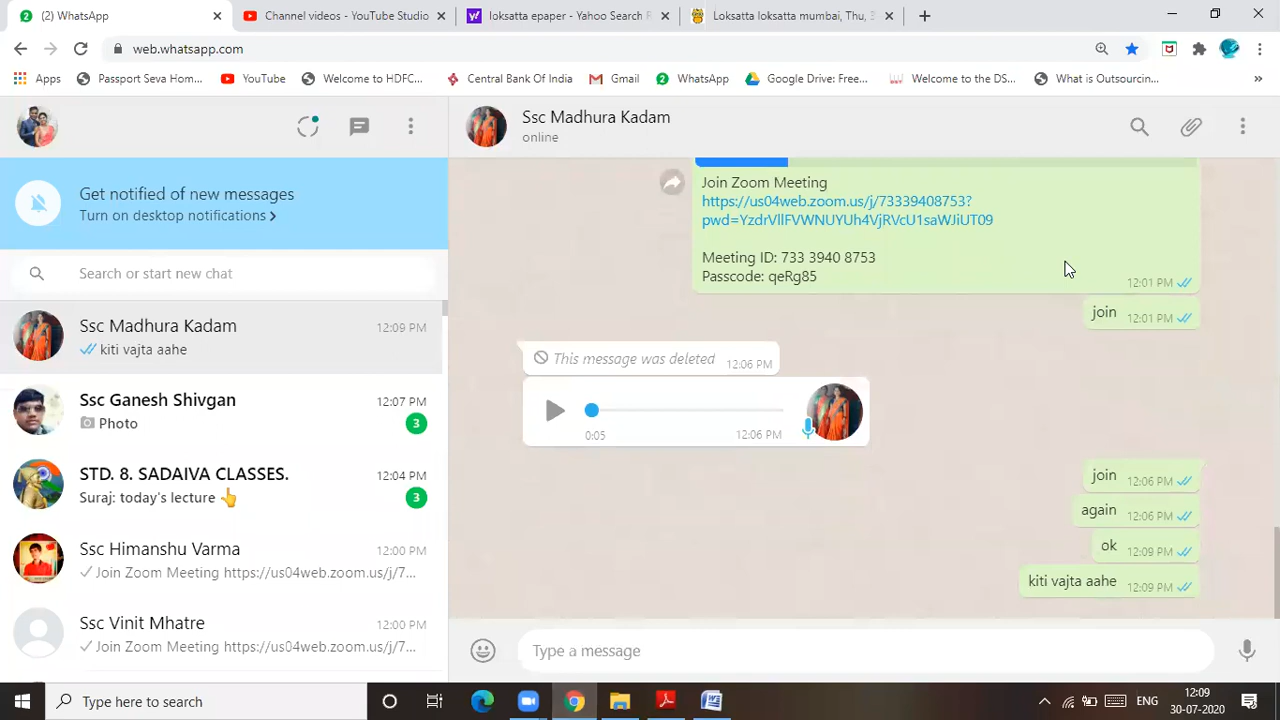 (2) WhatsApp
Channel videos - YouTube Studio
loksatta epaper - Yahoo Search R
Loksatta loksatta mumbai, Thu, 3
web.whatsapp.com
Apps
Passport Seva Hom...
YouTube
Welcome to HDFC...
Central Bank Of India
Gmail
WhatsApp
Google Drive: Free...
Welcome to the DS...
What is Outsourcin...
Ssc Madhura Kadam
online
Get notified of new messages
Turn on desktop notifications
Search or start new chat
Ssc Madhura Kadam 12:09 PM
kiti vajta aahe
Ssc Ganesh Shivgan 12:07 PM
Photo 3
STD. 8. SADAIVA CLASSES. 12:04 PM
Suraj: today's lecture 👆 3
Ssc Himanshu Varma 12:00 PM
Join Zoom Meeting https://us04web.zoom.us/j/7...
Ssc Vinit Mhatre 12:00 PM
Join Zoom Meeting https://us04web.zoom.us/j/7...
Join Zoom Meeting
https://us04web.zoom.us/j/73339408753?
pwd=YzdrVllFVWNUYUh4VjRVcU1saWJiUT09
Meeting ID: 733 3940 8753
Passcode: qeRg85
12:01 PM
join 12:01 PM
This message was deleted 12:06 PM
0:05 12:06 PM
join 12:06 PM
again 12:06 PM
ok 12:09 PM
kiti vajta aahe 12:09 PM
Type a message
Type here to search
ENG
12:09
30-07-2020